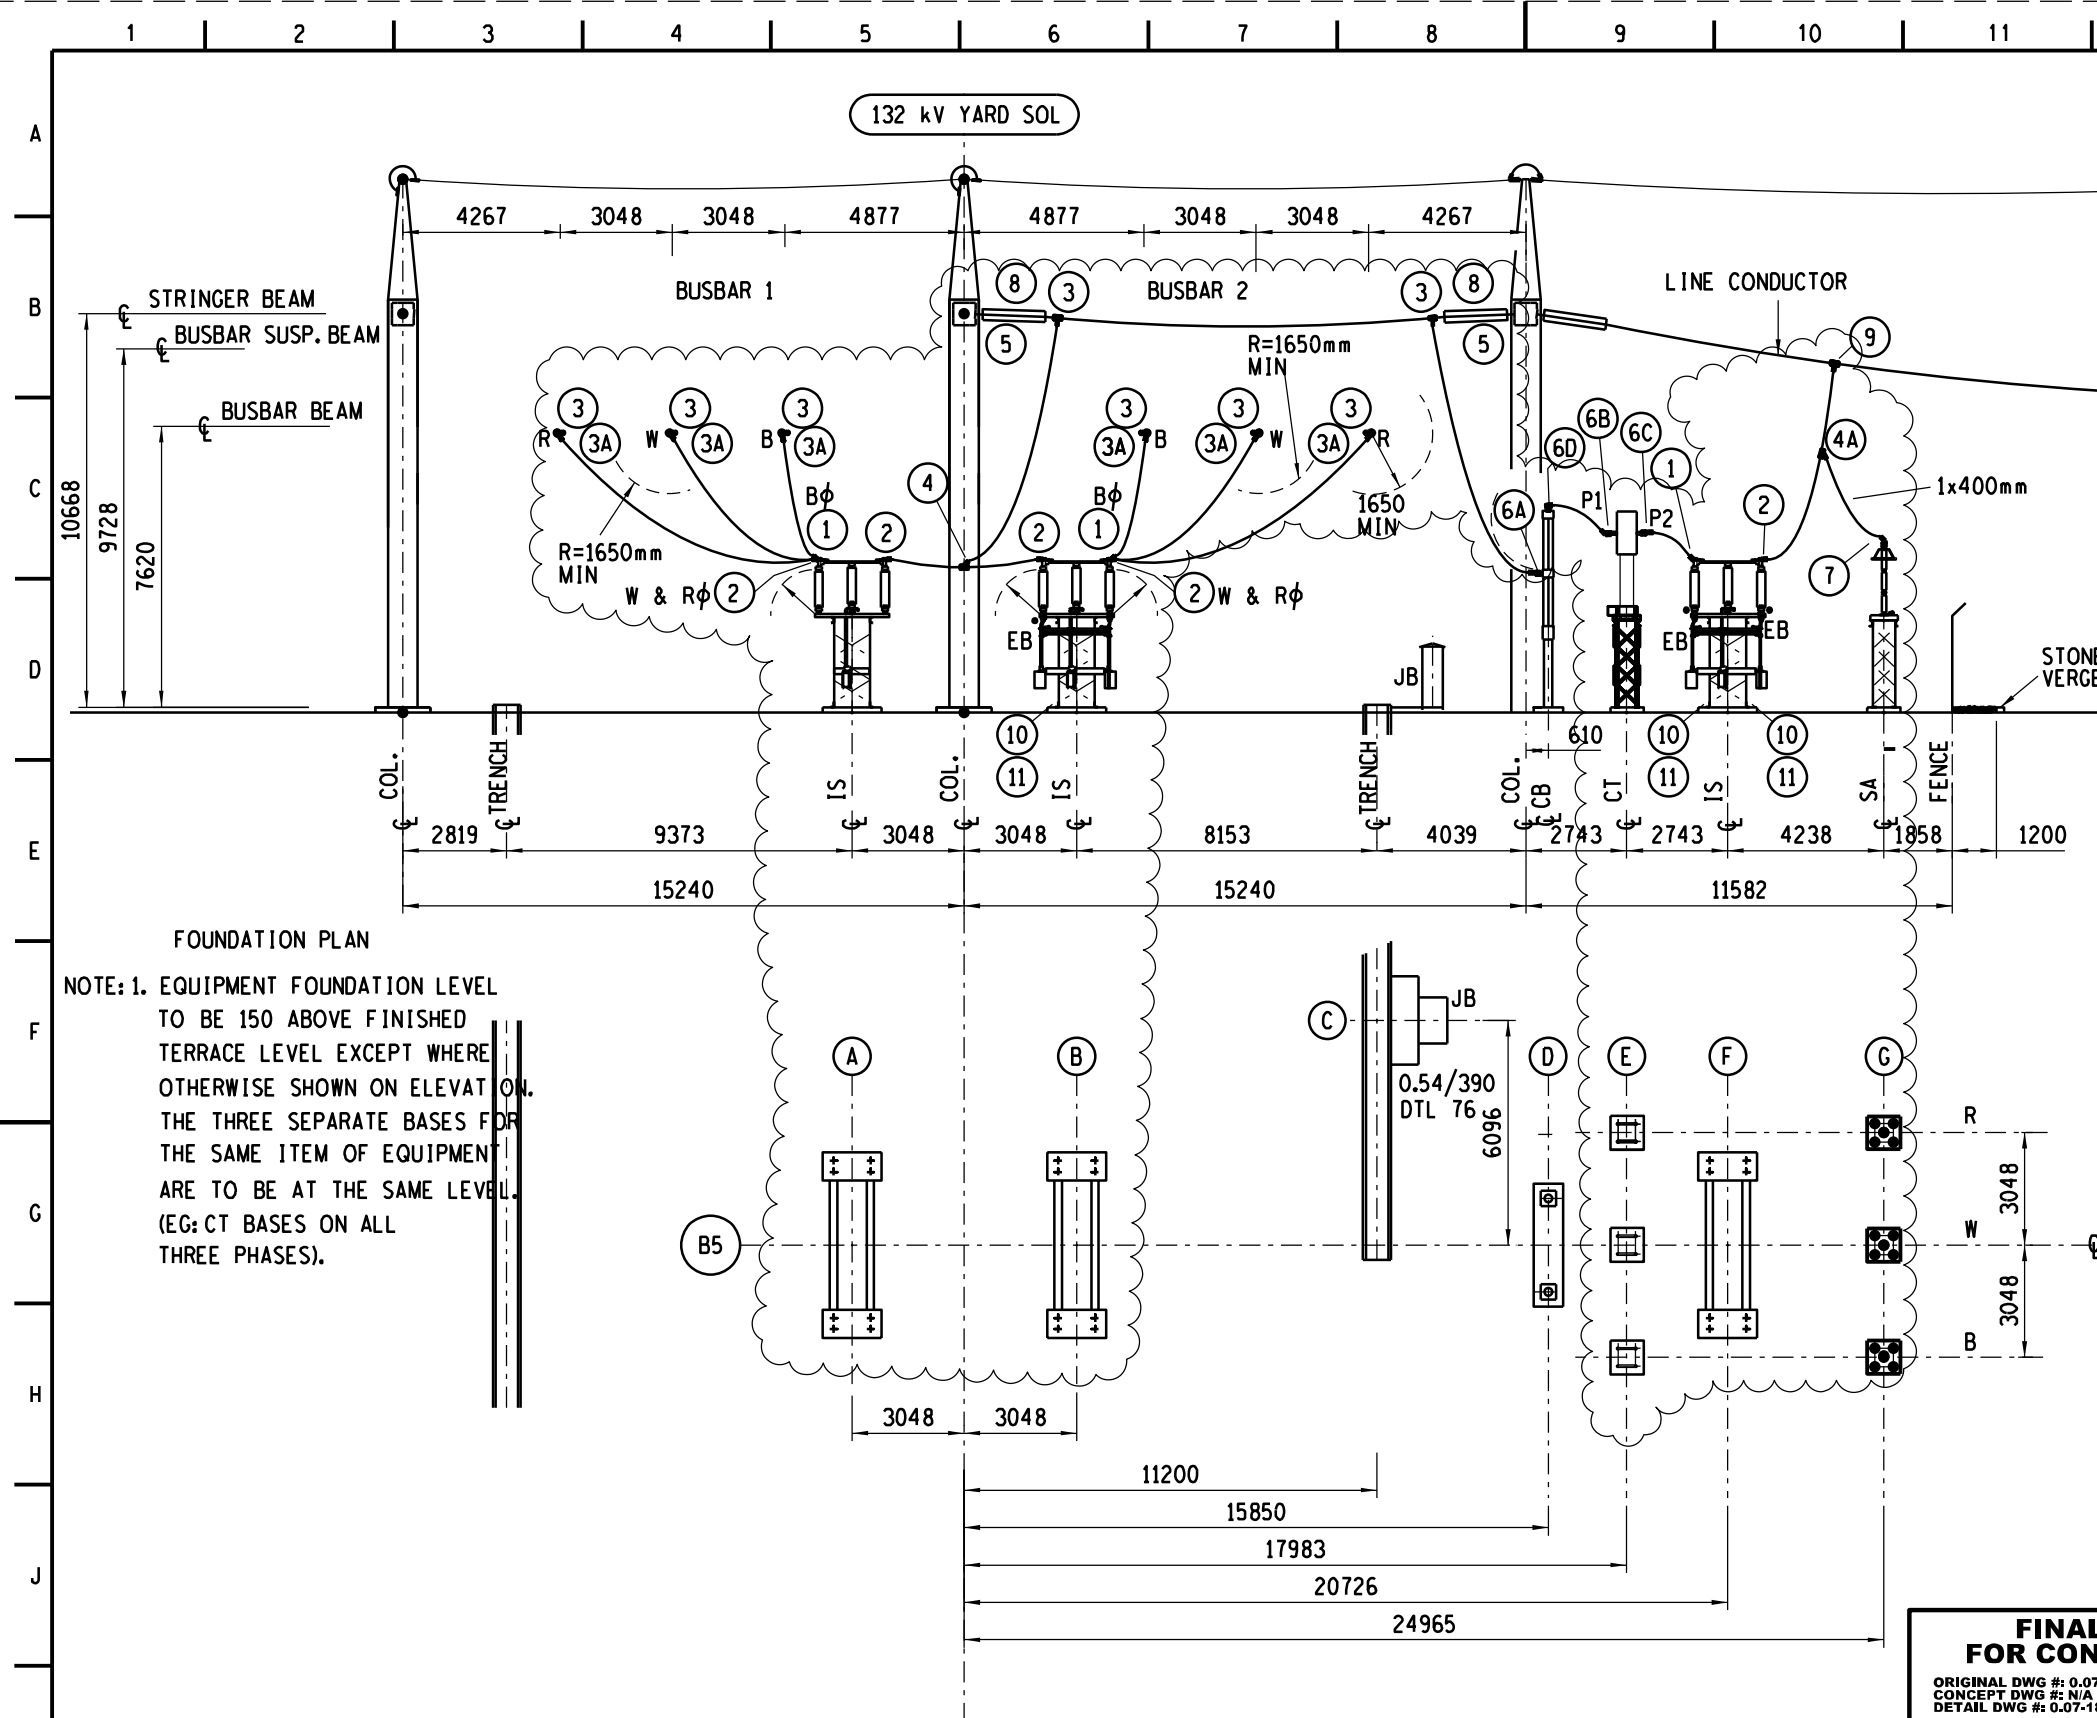 1 2 3 4 5 6 7 8 9 10 11
A
B
C
D
E
F
G
H
J
132 kV YARD SOL
4267 3048 3048 4877 4877 3048 3048 4267
STRINGER BEAM
BUSBAR SUSP. BEAM
BUSBAR BEAM
BUSBAR 1
BUSBAR 2
LINE CONDUCTOR
8 3 3 8 9
5 5
R=1650mm
MIN
3 3 3 3 3 3
R 3A W 3A B 3A 3A B 3A W 3A R
6B 6C 6D 4A
10668
9728
7620
4
Bϕ Bϕ
1 2 2 1
1650
MIN
6A P1 P2 1 2
1x400mm
R=1650mm
MIN
W & Rϕ 2
2 W & Rϕ
7
EB EB EB
JB
STONE
VERGE
10 10 10
11 11 11
610
COL. TRENCH IS COL. IS TRENCH COL. CB CT IS SA FENCE
2819 9373 3048 3048 8153 4039 2743 2743 4238 1858 1200
15240 15240 11582
FOUNDATION PLAN
NOTE: 1. EQUIPMENT FOUNDATION LEVEL
TO BE 150 ABOVE FINISHED
TERRACE LEVEL EXCEPT WHERE
OTHERWISE SHOWN ON ELEVATION.
THE THREE SEPARATE BASES FOR
THE SAME ITEM OF EQUIPMENT
ARE TO BE AT THE SAME LEVEL.
(EG: CT BASES ON ALL
THREE PHASES).
A B C D E F G
JB
0.54/390
DTL 76
6096
B5
R
W
B
3048
3048
3048 3048
11200
15850
17983
20726
24965
FINAL
FOR CON
ORIGINAL DWG #: 0.07
CONCEPT DWG #: N/A
DETAIL DWG #: 0.07-18